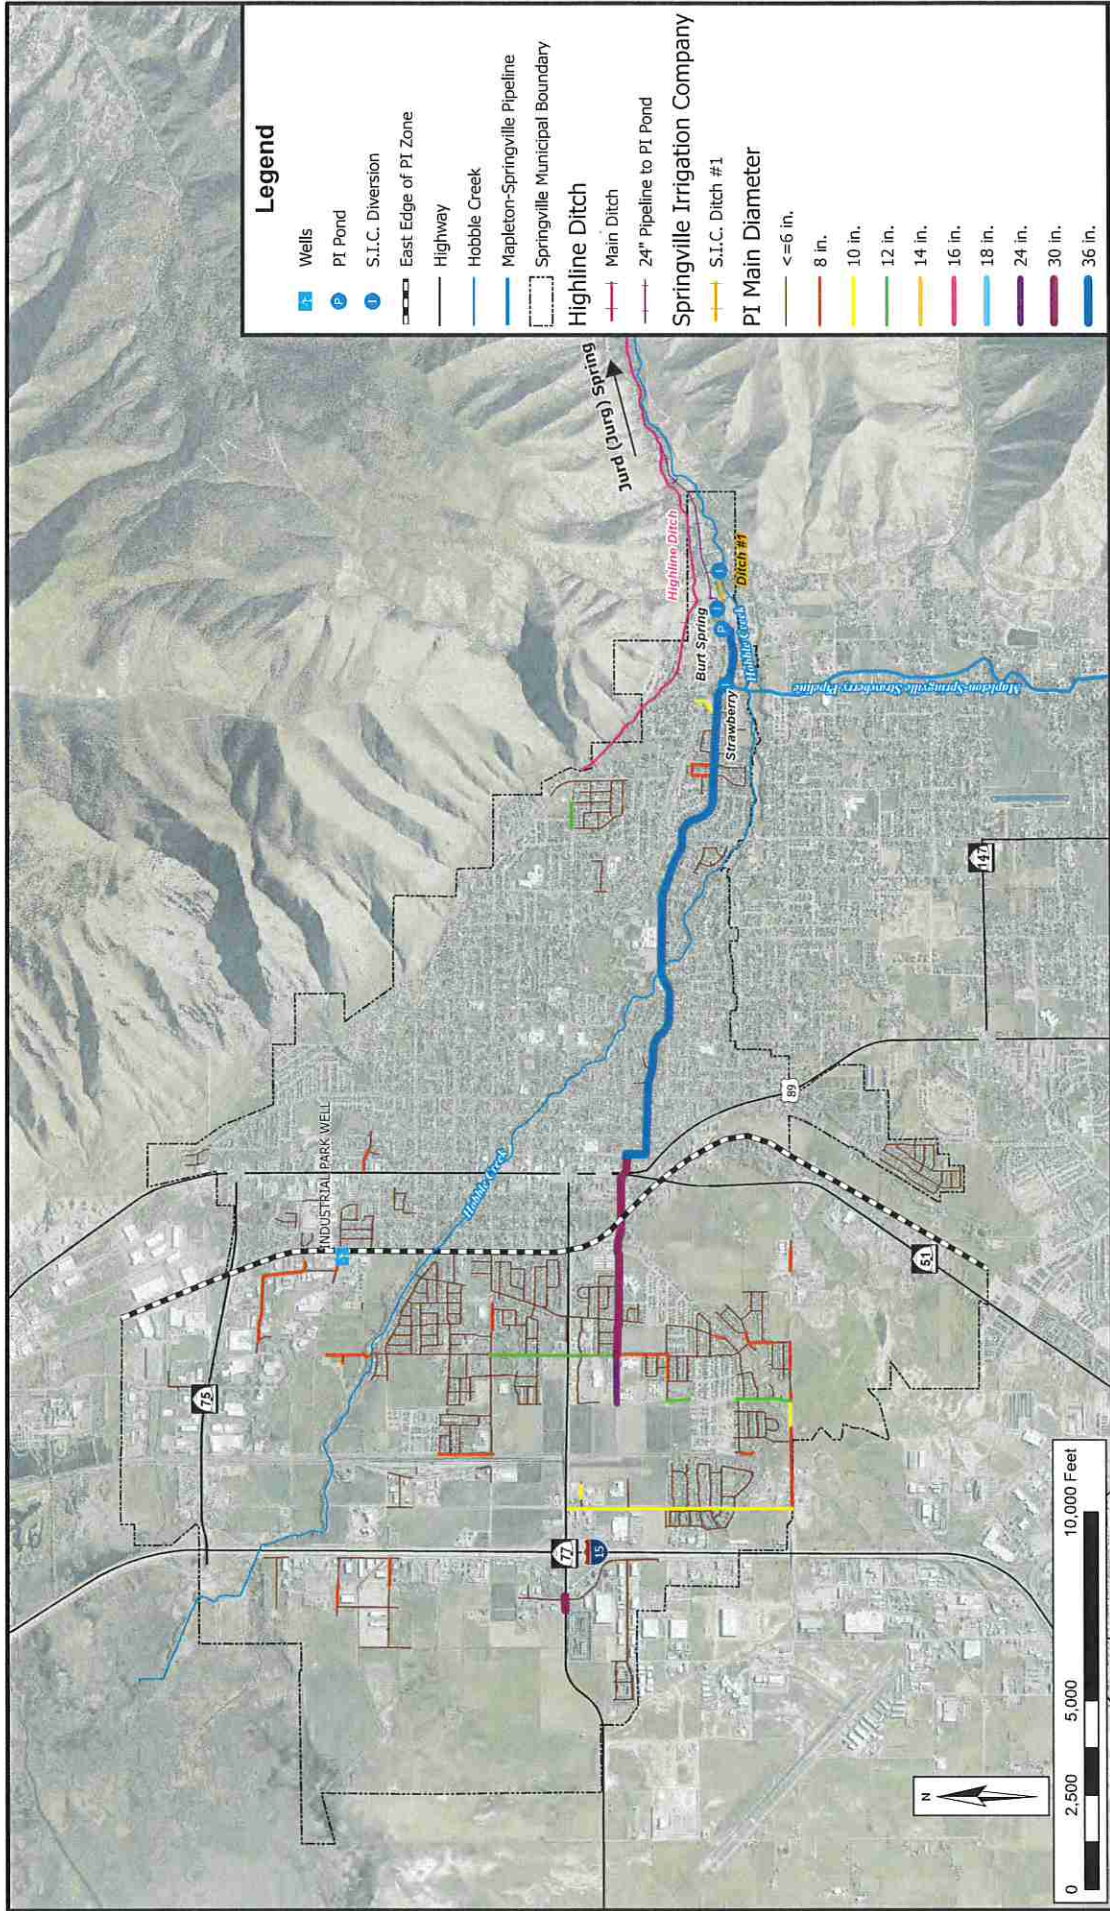 Legend
Wells
P
PI Pond
I
S.I.C. Diversion
East Edge of PI Zone
Highway
Hobble Creek
Mapleton-Springville Pipeline
Springville Municipal Boundary
Highline Ditch
Main Ditch
24" Pipeline to PI Pond
Springville Irrigation Company
S.I.C. Ditch #1
PI Main Diameter
<=6 in.
8 in.
10 in.
12 in.
14 in.
16 in.
18 in.
24 in.
30 in.
36 in.
INDUSTRIAL PARK WELL
75
Hobble Creek
77
15
89
51
147
Jurd (Jurg) Spring
Highline Ditch
Burt Spring
P
I
I
Ditch #1
Strawberry
Hobble Creek
Mapleton-Springville Strawberry Pipeline
N
0
2,500
5,000
10,000 Feet